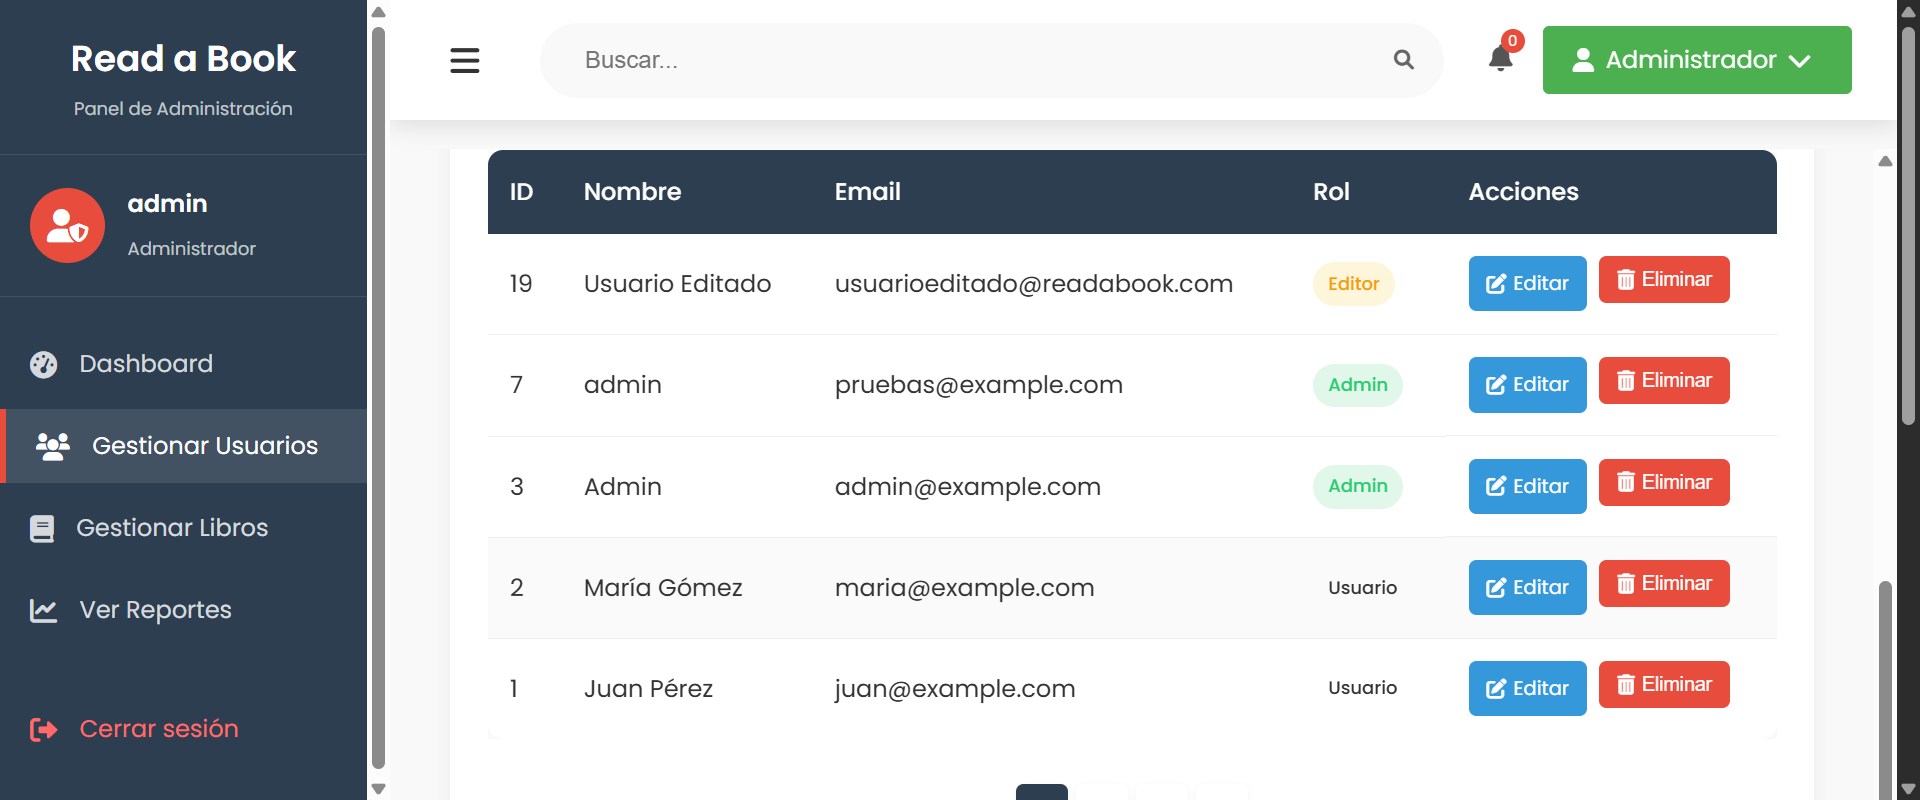 Read a Book
Panel de Administración
admin
Administrador
Dashboard
Gestionar Usuarios
Gestionar Libros
Ver Reportes
Cerrar sesión
Buscar...
0
Administrador
ID Nombre Email Rol Acciones
19 Usuario Editado usuarioeditado@readabook.com Editor Editar Eliminar
7 admin pruebas@example.com Admin Editar Eliminar
3 Admin admin@example.com Admin Editar Eliminar
2 María Gómez maria@example.com Usuario Editar Eliminar
1 Juan Pérez juan@example.com Usuario Editar Eliminar